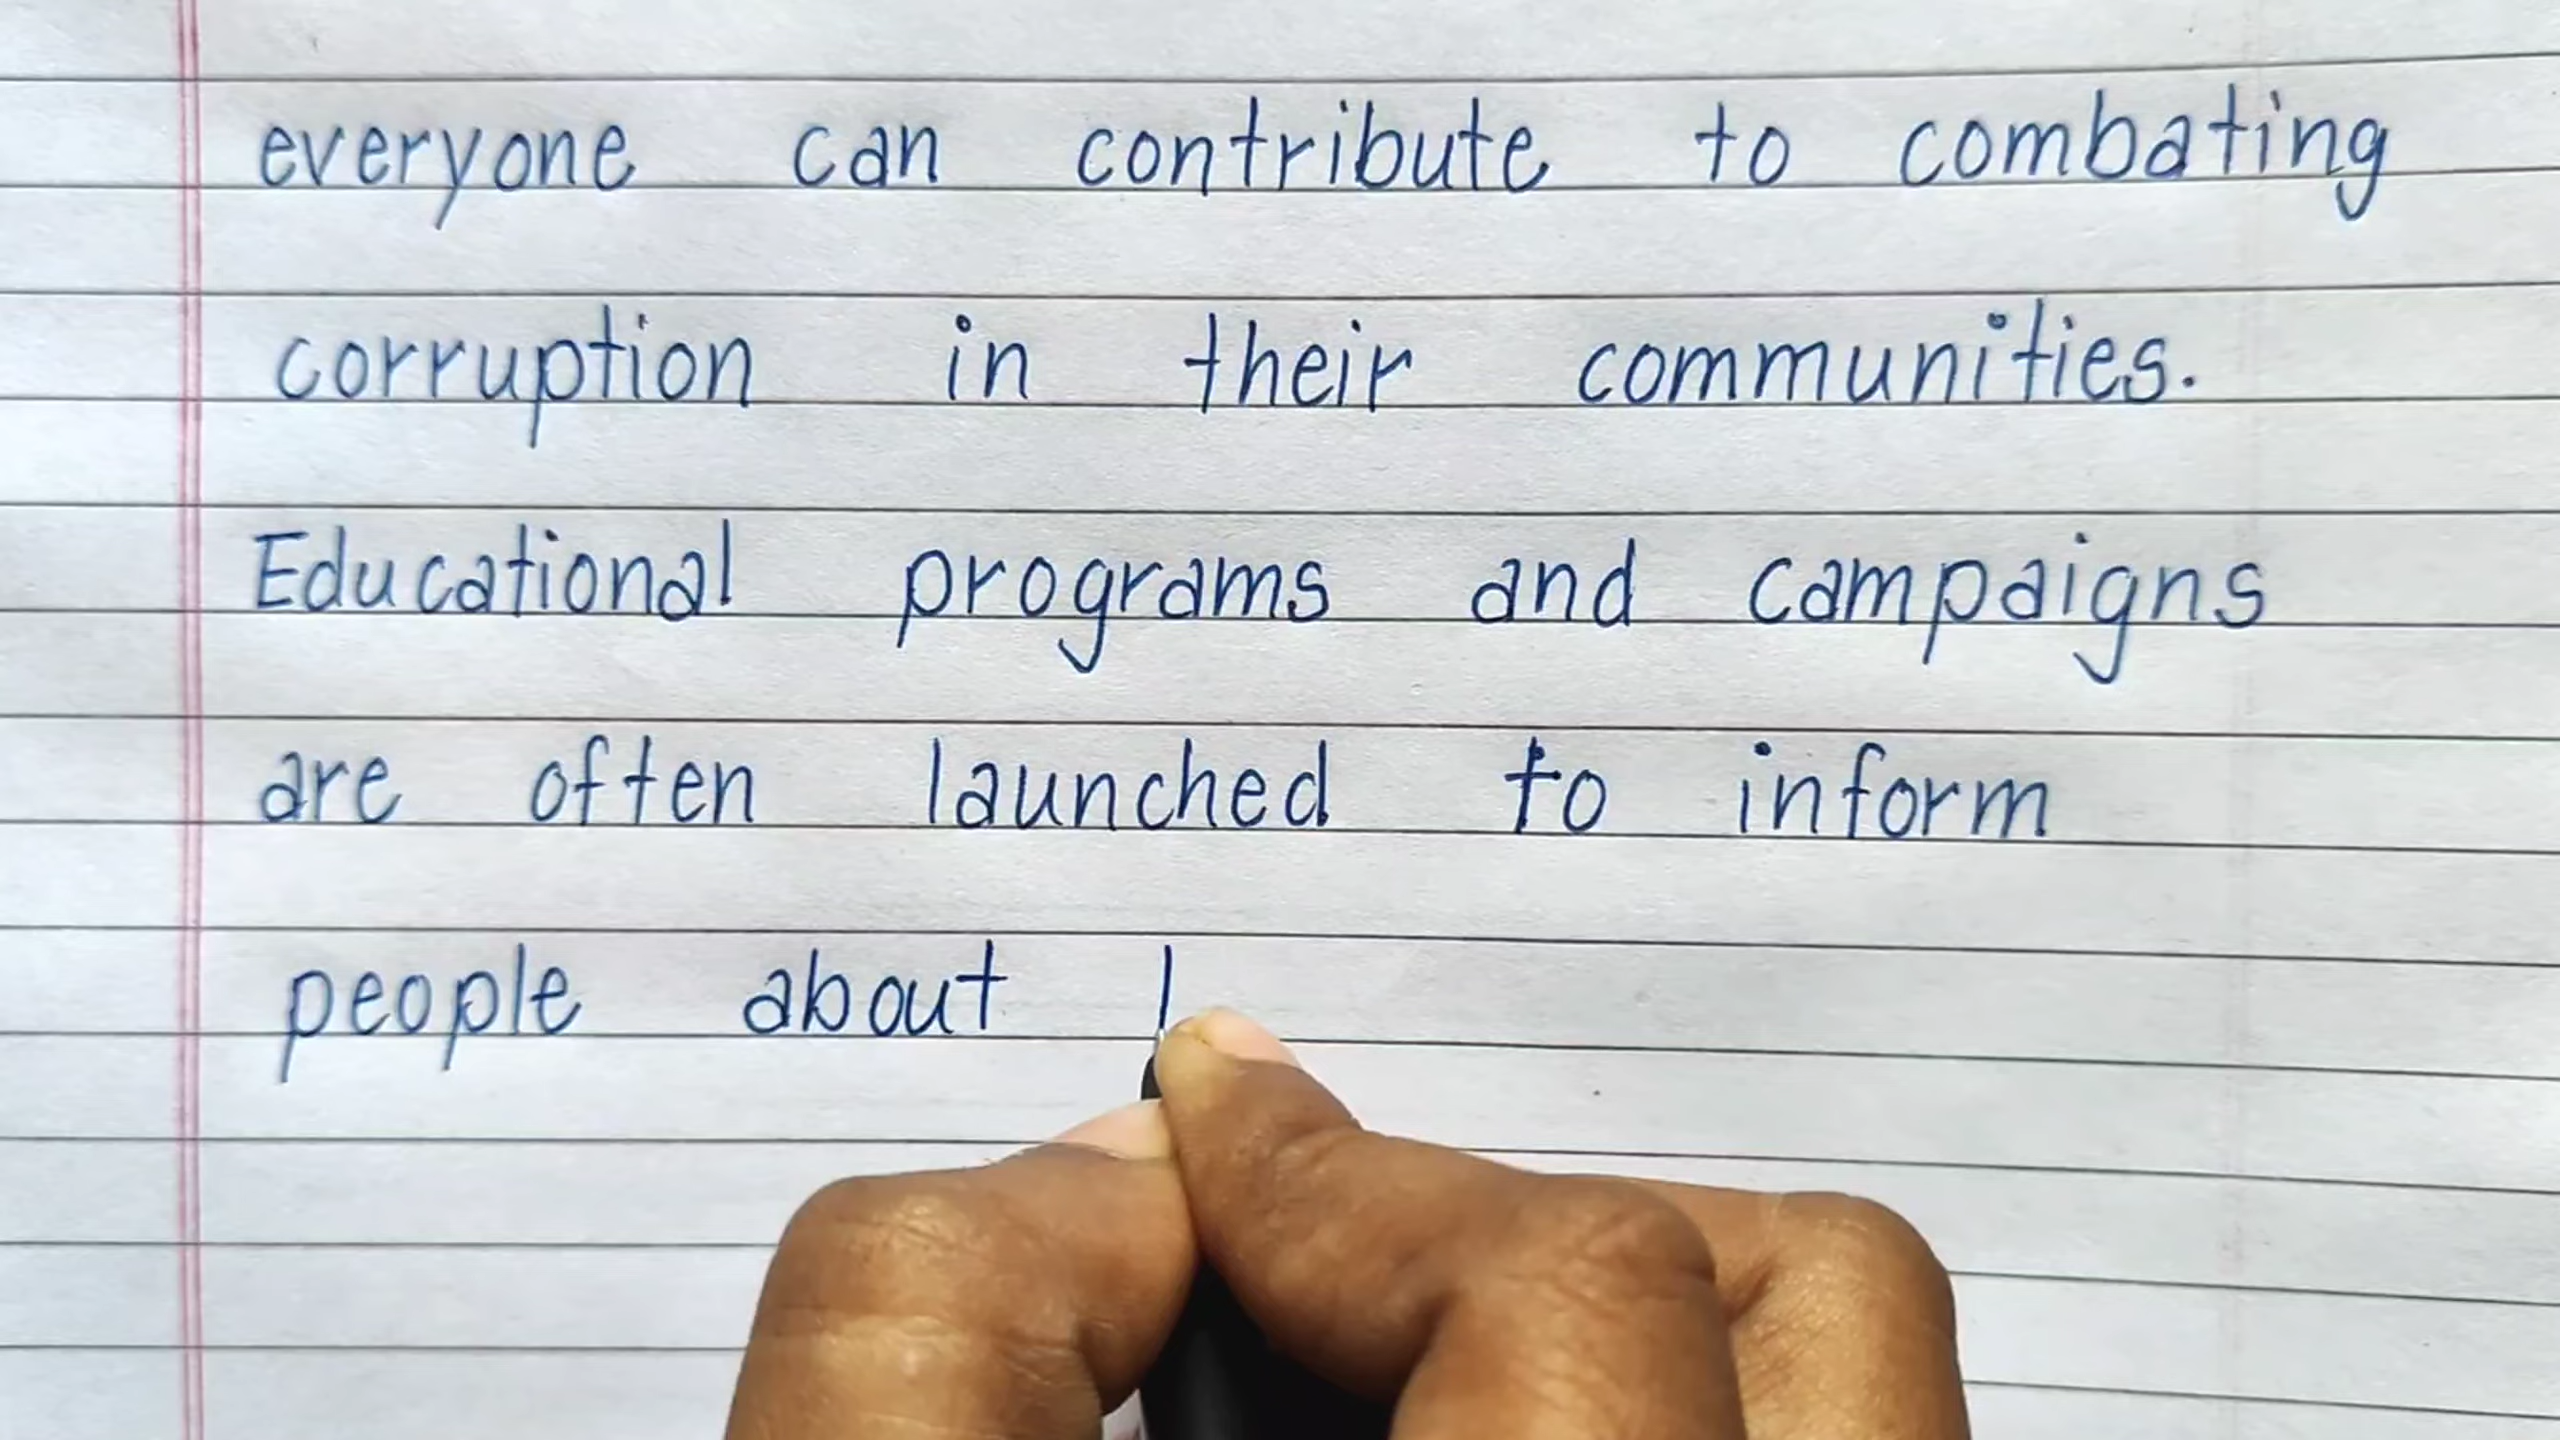 everyone can contribute to combating
corruption in their communities.
Educational programs and campaigns
are often launched to inform
people about